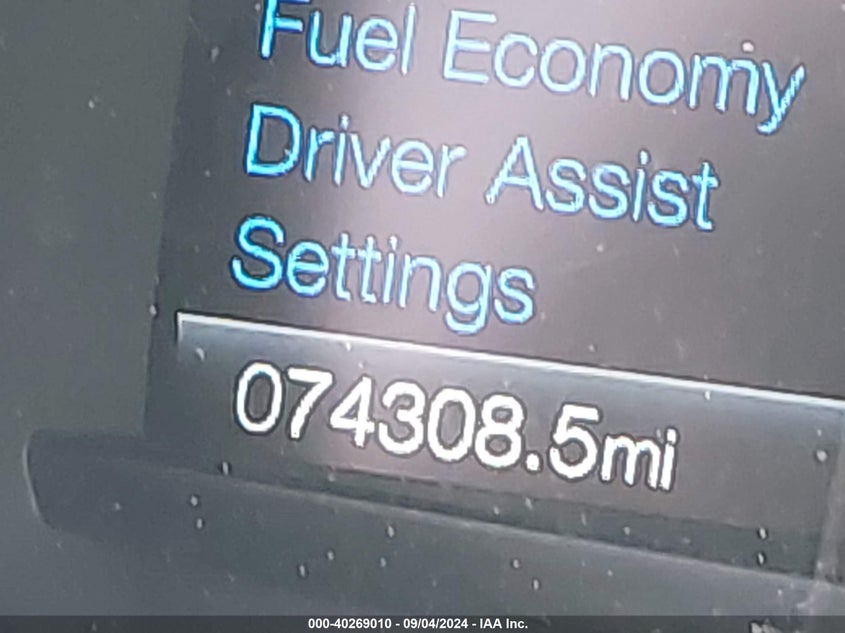 Fuel Economy
Driver Assist
Settings
074308.5mi
000-40269010 - 09/04/2024 - IAA Inc.